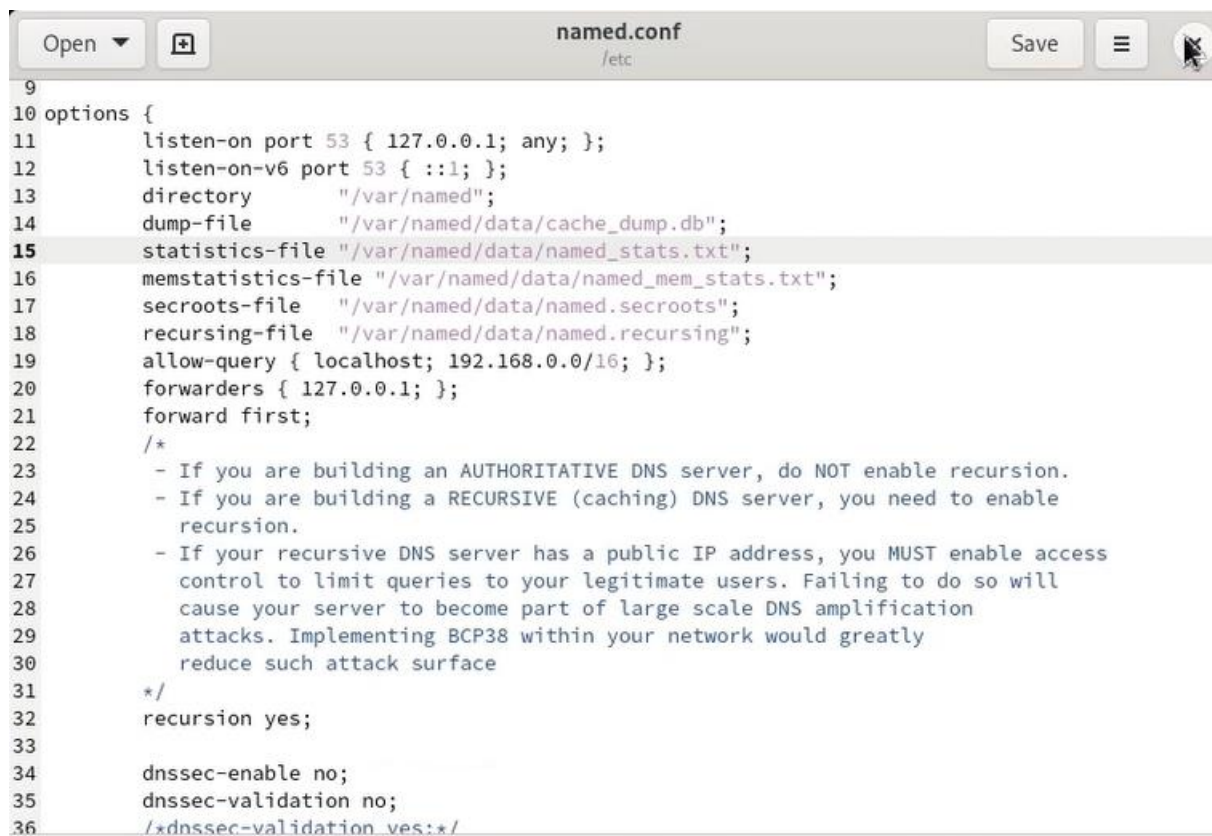 Open
named.conf
/etc
Save
9
10 options {
11 listen-on port 53 { 127.0.0.1; any; };
12 listen-on-v6 port 53 { ::1; };
13 directory "/var/named";
14 dump-file "/var/named/data/cache_dump.db";
15 statistics-file "/var/named/data/named_stats.txt";
16 memstatistics-file "/var/named/data/named_mem_stats.txt";
17 secroots-file "/var/named/data/named.secroots";
18 recursing-file "/var/named/data/named.recursing";
19 allow-query { localhost; 192.168.0.0/16; };
20 forwarders { 127.0.0.1; };
21 forward first;
22 /*
23 - If you are building an AUTHORITATIVE DNS server, do NOT enable recursion.
24 - If you are building a RECURSIVE (caching) DNS server, you need to enable
25 recursion.
26 - If your recursive DNS server has a public IP address, you MUST enable access
27 control to limit queries to your legitimate users. Failing to do so will
28 cause your server to become part of large scale DNS amplification
29 attacks. Implementing BCP38 within your network would greatly
30 reduce such attack surface
31 */
32 recursion yes;
33
34 dnssec-enable no;
35 dnssec-validation no;
36 /*dnssec-validation yes;*/